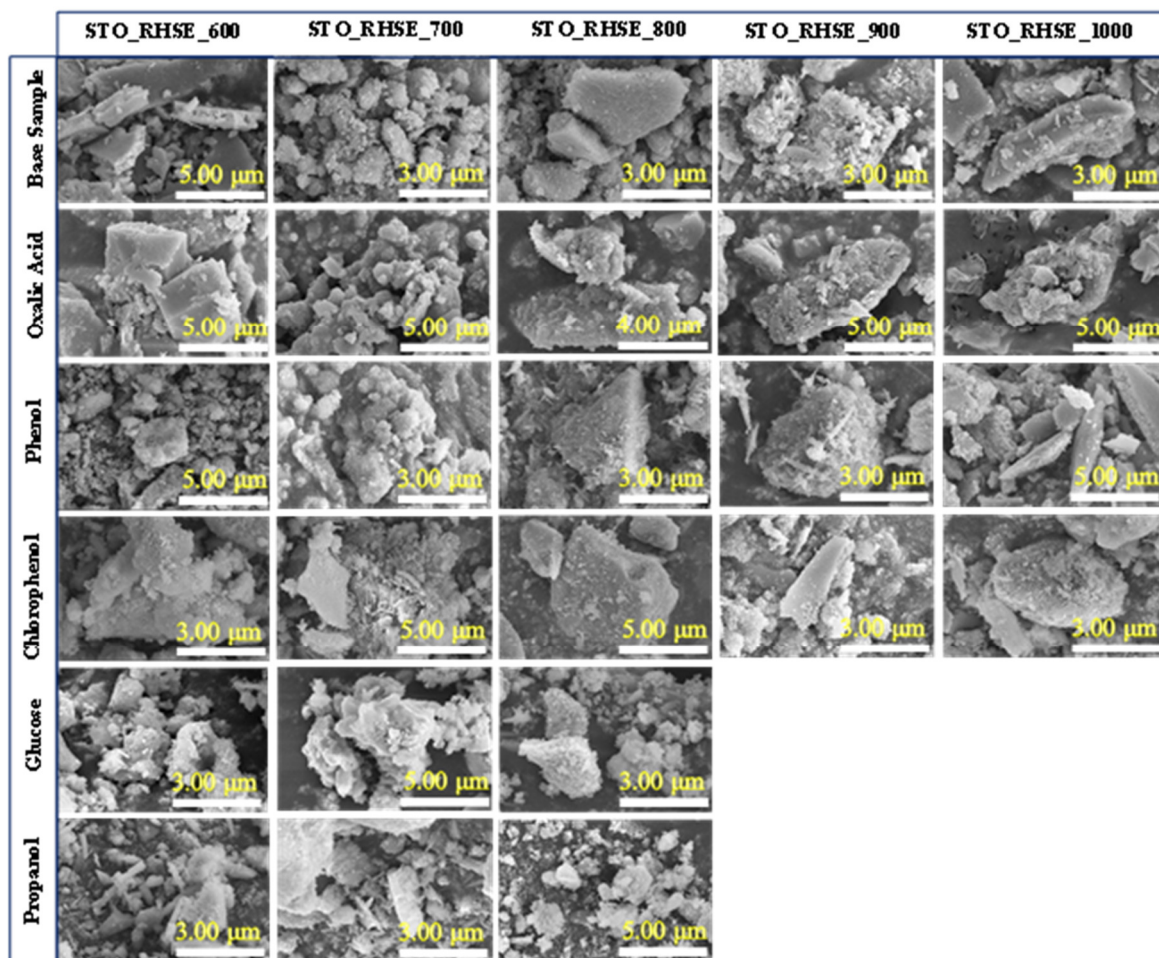 STO_RHSE_600 STO_RHSE_700 STO_RHSE_800 STO_RHSE_900 STO_RHSE_1000
Base Sample
5.00 μm 3.00 μm 3.00 μm 3.00 μm 3.00 μm
Oxalic Acid
5.00 μm 5.00 μm 4.00 μm 5.00 μm 5.00 μm
Phenol
5.00 μm 3.00 μm 3.00 μm 3.00 μm 5.00 μm
Chlorophenol
3.00 μm 5.00 μm 5.00 μm 3.00 μm 3.00 μm
Glucose
3.00 μm 5.00 μm 3.00 μm
Propanol
3.00 μm 3.00 μm 5.00 μm